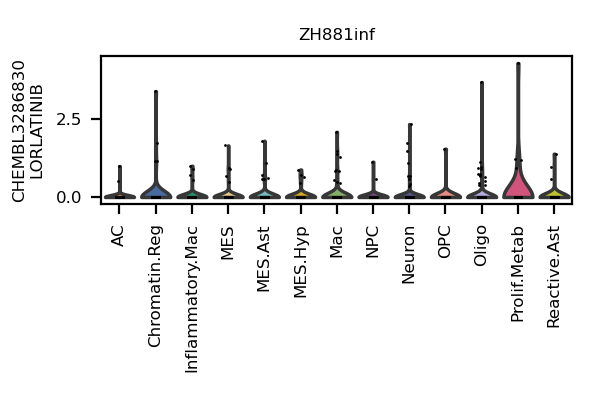 ZH881inf
CHEMBL3286830
LORLATINIB
2.5
0.0
AC
Chromatin.Reg
Inflammatory.Mac
MES
MES.Ast
MES.Hyp
Mac
NPC
Neuron
OPC
Oligo
Prolif.Metab
Reactive.Ast